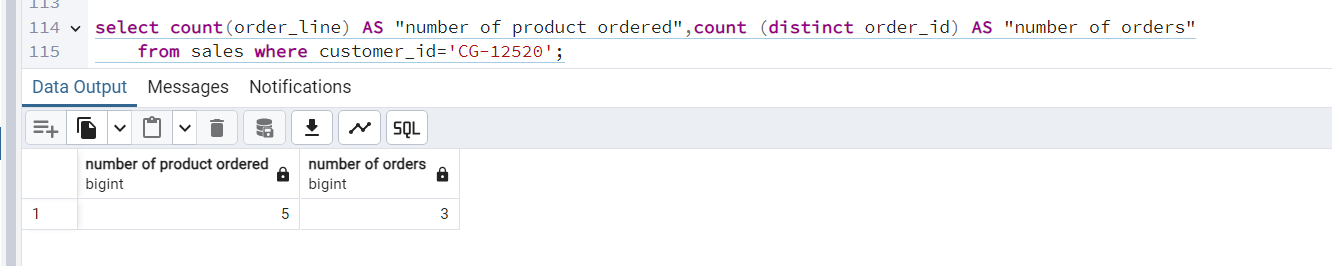 113
114 select count(order_line) AS "number of product ordered",count (distinct order_id) AS "number of orders"
115 from sales where customer_id='CG-12520';
Data Output Messages Notifications
SQL
number of product ordered number of orders
bigint bigint
1 5 3